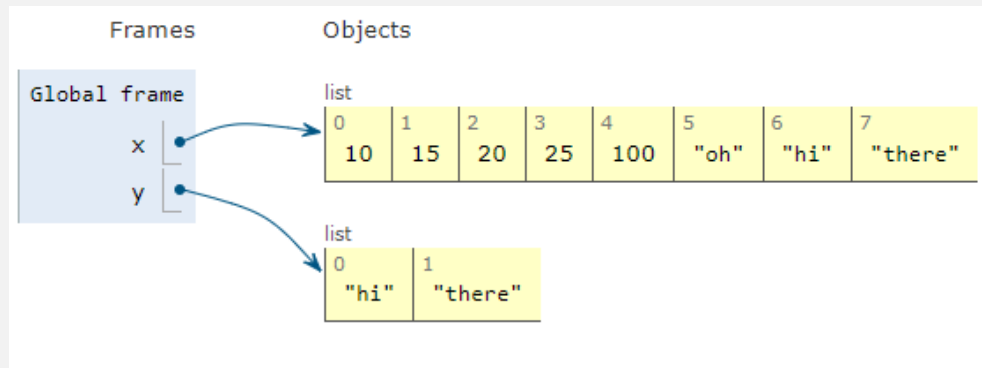 Frames Objects
Global frame
x
y
list
0 1 2 3 4 5 6 7
10 15 20 25 100 "oh" "hi" "there"
list
0 1
"hi" "there"